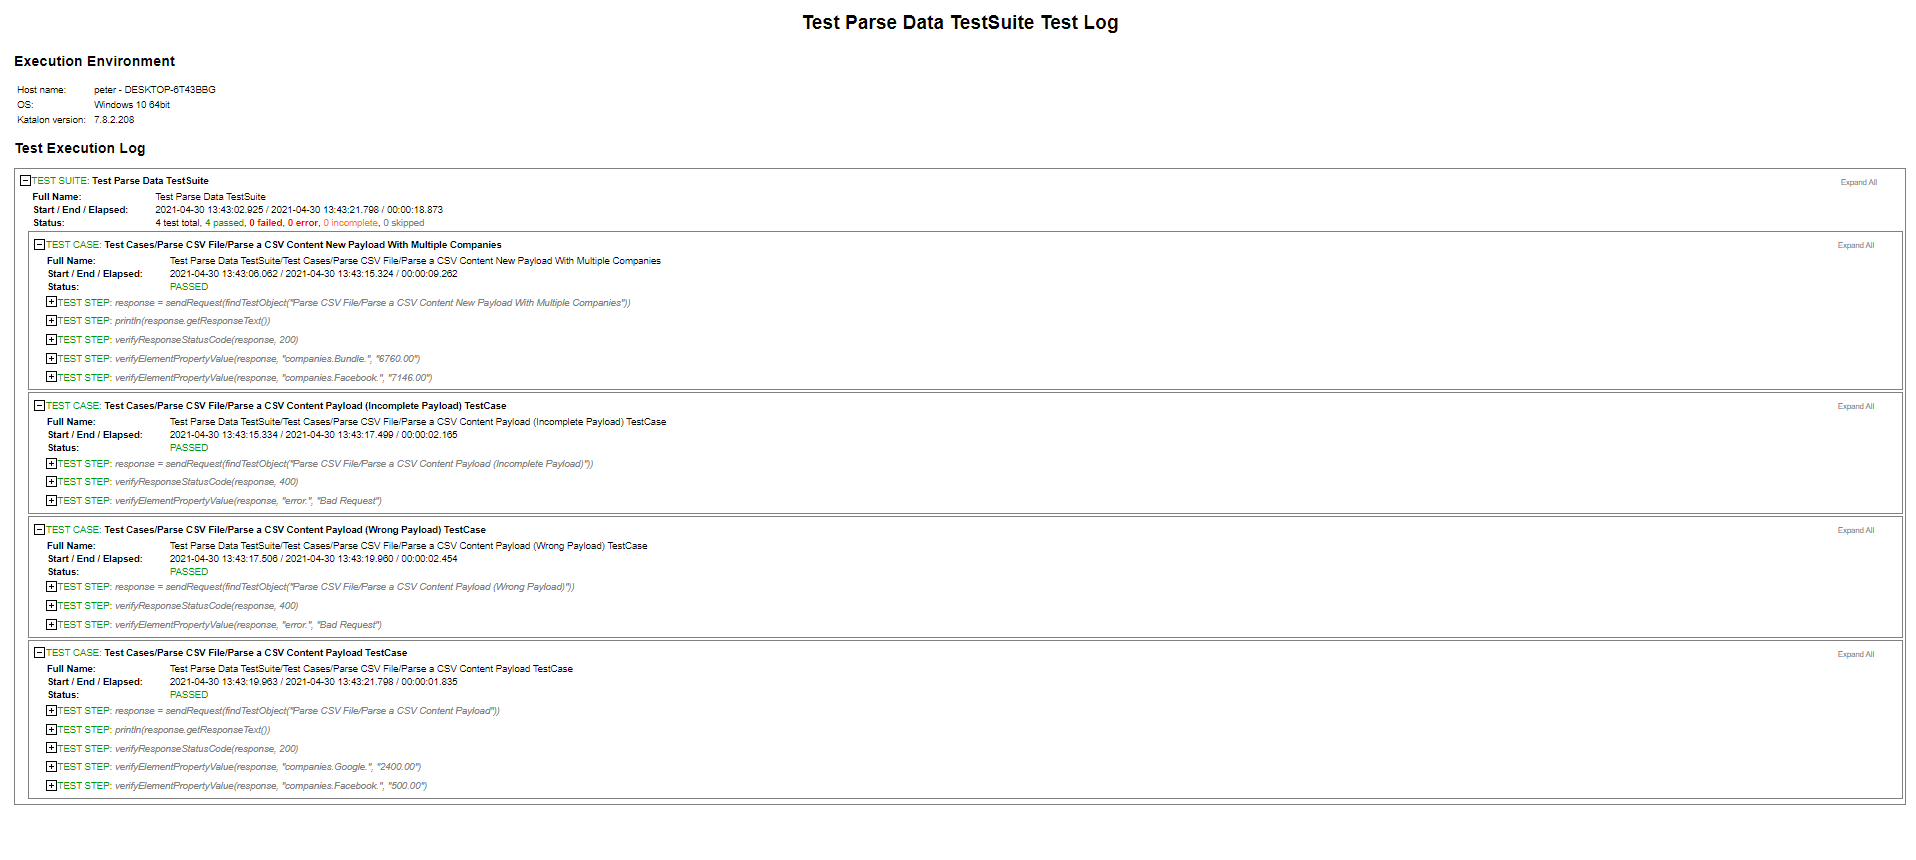 Test Parse Data TestSuite Test Log
Execution Environment
Host name: peter - DESKTOP-6T43BBG
OS: Windows 10 64bit
Katalon version: 7.8.2.208
Test Execution Log
TEST SUITE: Test Parse Data TestSuite Expand All
Full Name: Test Parse Data TestSuite
Start / End / Elapsed: 2021-04-30 13:43:02.925 / 2021-04-30 13:43:21.798 / 00:00:18.873
Status: 4 test total, 4 passed, 0 failed, 0 error, 0 incomplete, 0 skipped
TEST CASE: Test Cases/Parse CSV File/Parse a CSV Content New Payload With Multiple Companies Expand All
Full Name: Test Parse Data TestSuite/Test Cases/Parse CSV File/Parse a CSV Content New Payload With Multiple Companies
Start / End / Elapsed: 2021-04-30 13:43:06.062 / 2021-04-30 13:43:15.324 / 00:00:09.262
Status: PASSED
TEST STEP: response = sendRequest(findTestObject("Parse CSV File/Parse a CSV Content New Payload With Multiple Companies"))
TEST STEP: println(response.getResponseText())
TEST STEP: verifyResponseStatusCode(response, 200)
TEST STEP: verifyElementPropertyValue(response, "companies.Bundle.", "6760.00")
TEST STEP: verifyElementPropertyValue(response, "companies.Facebook.", "7146.00")
TEST CASE: Test Cases/Parse CSV File/Parse a CSV Content Payload (Incomplete Payload) TestCase Expand All
Full Name: Test Parse Data TestSuite/Test Cases/Parse CSV File/Parse a CSV Content Payload (Incomplete Payload) TestCase
Start / End / Elapsed: 2021-04-30 13:43:15.334 / 2021-04-30 13:43:17.499 / 00:00:02.165
Status: PASSED
TEST STEP: response = sendRequest(findTestObject("Parse CSV File/Parse a CSV Content Payload (Incomplete Payload)"))
TEST STEP: verifyResponseStatusCode(response, 400)
TEST STEP: verifyElementPropertyValue(response, "error.", "Bad Request")
TEST CASE: Test Cases/Parse CSV File/Parse a CSV Content Payload (Wrong Payload) TestCase Expand All
Full Name: Test Parse Data TestSuite/Test Cases/Parse CSV File/Parse a CSV Content Payload (Wrong Payload) TestCase
Start / End / Elapsed: 2021-04-30 13:43:17.506 / 2021-04-30 13:43:19.960 / 00:00:02.454
Status: PASSED
TEST STEP: response = sendRequest(findTestObject("Parse CSV File/Parse a CSV Content Payload (Wrong Payload)"))
TEST STEP: verifyResponseStatusCode(response, 400)
TEST STEP: verifyElementPropertyValue(response, "error.", "Bad Request")
TEST CASE: Test Cases/Parse CSV File/Parse a CSV Content Payload TestCase Expand All
Full Name: Test Parse Data TestSuite/Test Cases/Parse CSV File/Parse a CSV Content Payload TestCase
Start / End / Elapsed: 2021-04-30 13:43:19.963 / 2021-04-30 13:43:21.798 / 00:00:01.835
Status: PASSED
TEST STEP: response = sendRequest(findTestObject("Parse CSV File/Parse a CSV Content Payload"))
TEST STEP: println(response.getResponseText())
TEST STEP: verifyResponseStatusCode(response, 200)
TEST STEP: verifyElementPropertyValue(response, "companies.Google.", "2400.00")
TEST STEP: verifyElementPropertyValue(response, "companies.Facebook.", "500.00")